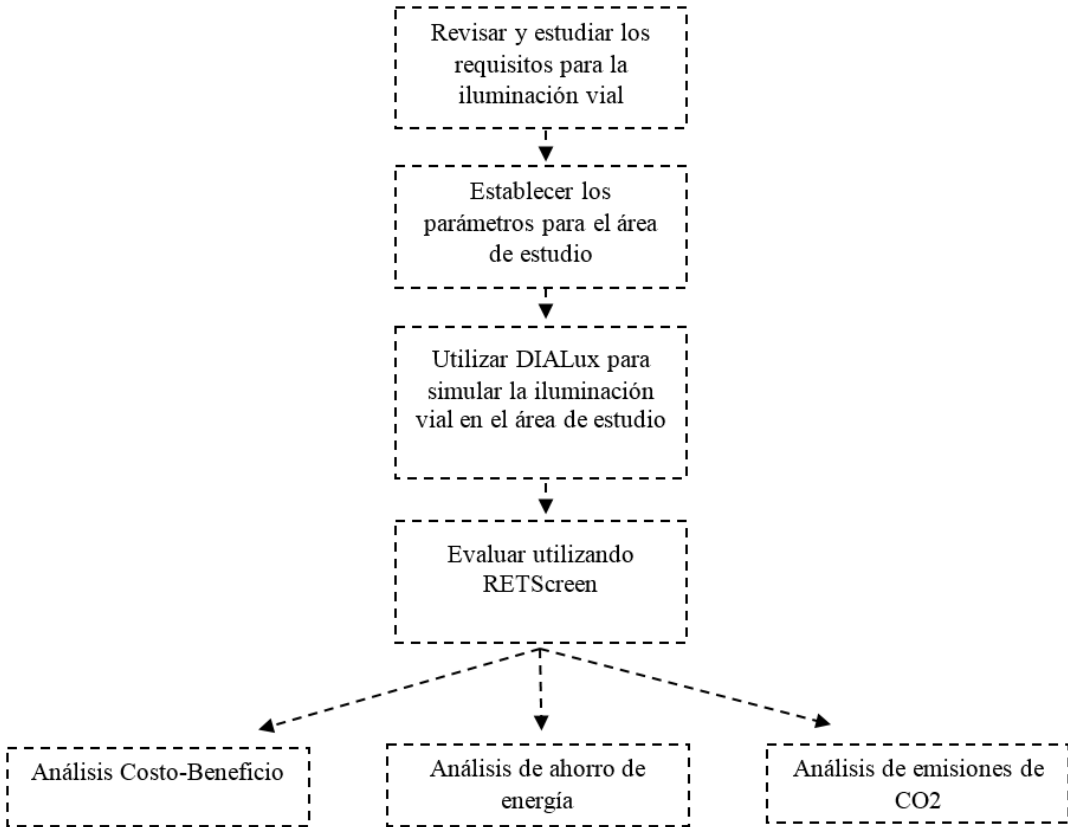 Revisar y estudiar los
requisitos para la
iluminación vial
Establecer los
parámetros para el área
de estudio
Utilizar DIALux para
simular la iluminación
vial en el área de estudio
Evaluar utilizando
RETScreen
Análisis Costo-Beneficio
Análisis de ahorro de
energía
Análisis de emisiones de
CO2